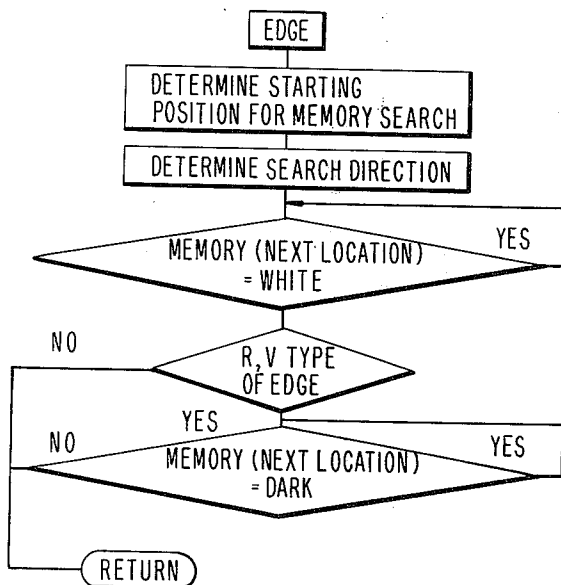 EDGE
DETERMINE STARTING
POSITION FOR MEMORY SEARCH
DETERMINE SEARCH DIRECTION
MEMORY (NEXT LOCATION)
= WHITE
YES
NO
R, V TYPE
OF EDGE
YES
NO
MEMORY (NEXT LOCATION)
= DARK
YES
RETURN